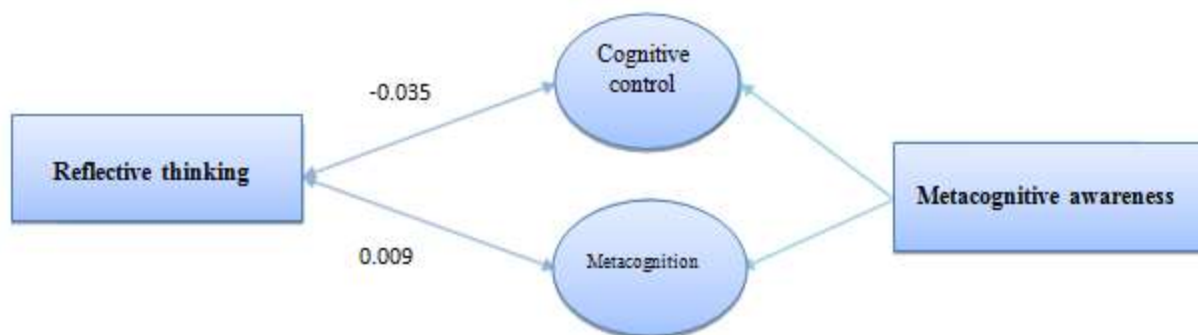 Cognitive
control
-0.035
Reflective thinking
Metacognitive awareness
0.009
Metacognition